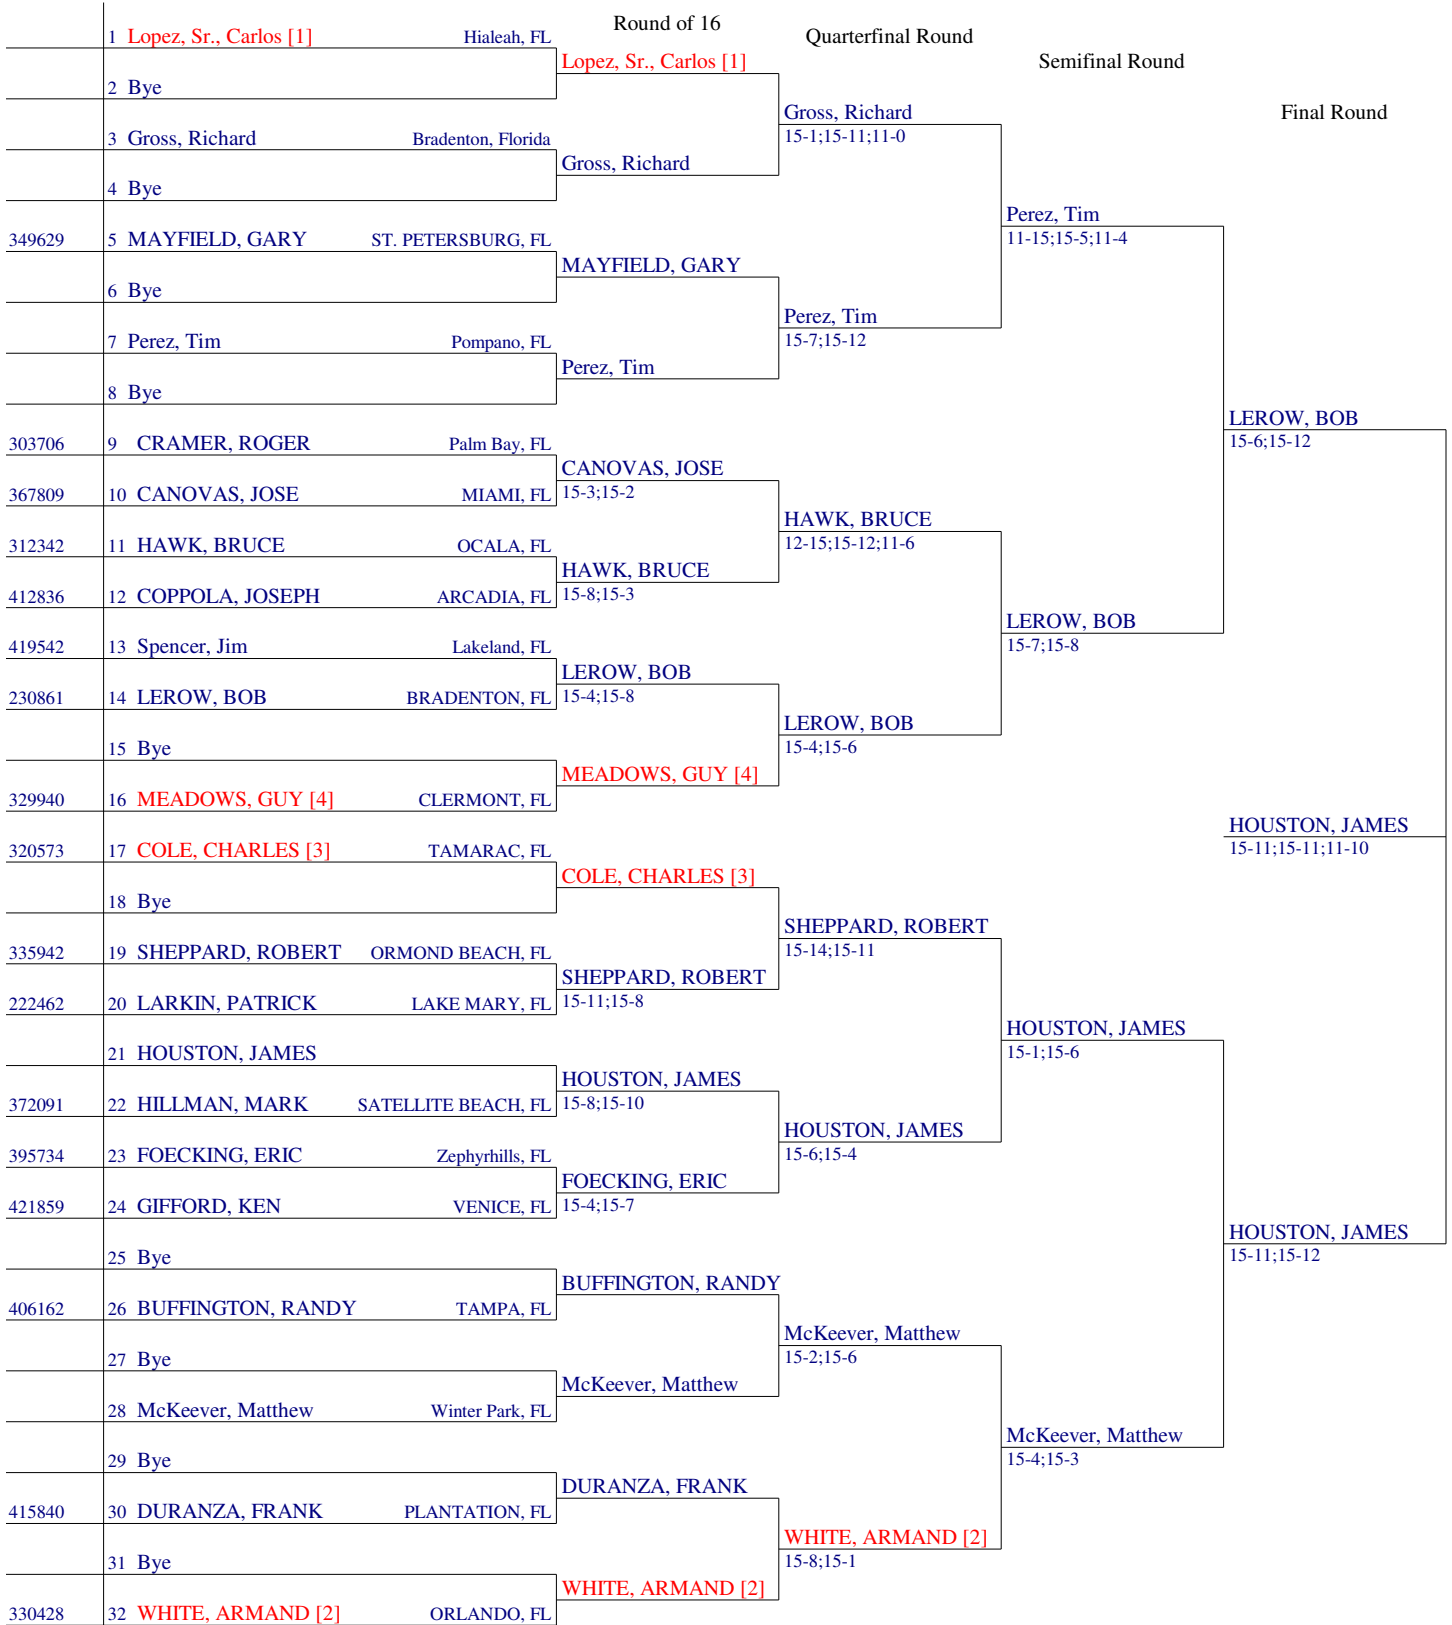 Round of 16
Quarterfinal Round
Semifinal Round
Final Round
1 Lopez, Sr., Carlos [1] Hialeah, FL
2 Bye
3 Gross, Richard Bradenton, Florida
4 Bye
349629 5 MAYFIELD, GARY ST. PETERSBURG, FL
6 Bye
7 Perez, Tim Pompano, FL
8 Bye
303706 9 CRAMER, ROGER Palm Bay, FL
367809 10 CANOVAS, JOSE MIAMI, FL
312342 11 HAWK, BRUCE OCALA, FL
412836 12 COPPOLA, JOSEPH ARCADIA, FL
419542 13 Spencer, Jim Lakeland, FL
230861 14 LEROW, BOB BRADENTON, FL
15 Bye
329940 16 MEADOWS, GUY [4] CLERMONT, FL
320573 17 COLE, CHARLES [3] TAMARAC, FL
18 Bye
335942 19 SHEPPARD, ROBERT ORMOND BEACH, FL
222462 20 LARKIN, PATRICK LAKE MARY, FL
21 HOUSTON, JAMES
372091 22 HILLMAN, MARK SATELLITE BEACH, FL
395734 23 FOECKING, ERIC Zephyrhills, FL
421859 24 GIFFORD, KEN VENICE, FL
25 Bye
406162 26 BUFFINGTON, RANDY TAMPA, FL
27 Bye
28 McKeever, Matthew Winter Park, FL
29 Bye
415840 30 DURANZA, FRANK PLANTATION, FL
31 Bye
330428 32 WHITE, ARMAND [2] ORLANDO, FL
Lopez, Sr., Carlos [1]
Gross, Richard
MAYFIELD, GARY
Perez, Tim
CANOVAS, JOSE
15-3;15-2
HAWK, BRUCE
15-8;15-3
LEROW, BOB
15-4;15-8
MEADOWS, GUY [4]
COLE, CHARLES [3]
SHEPPARD, ROBERT
15-11;15-8
HOUSTON, JAMES
15-8;15-10
FOECKING, ERIC
15-4;15-7
BUFFINGTON, RANDY
McKeever, Matthew
DURANZA, FRANK
WHITE, ARMAND [2]
Gross, Richard
15-1;15-11;11-0
Perez, Tim
15-7;15-12
HAWK, BRUCE
12-15;15-12;11-6
LEROW, BOB
15-4;15-6
SHEPPARD, ROBERT
15-14;15-11
HOUSTON, JAMES
15-6;15-4
McKeever, Matthew
15-2;15-6
WHITE, ARMAND [2]
15-8;15-1
Perez, Tim
11-15;15-5;11-4
LEROW, BOB
15-7;15-8
HOUSTON, JAMES
15-1;15-6
McKeever, Matthew
15-4;15-3
LEROW, BOB
15-6;15-12
HOUSTON, JAMES
15-11;15-11;11-10
HOUSTON, JAMES
15-11;15-12